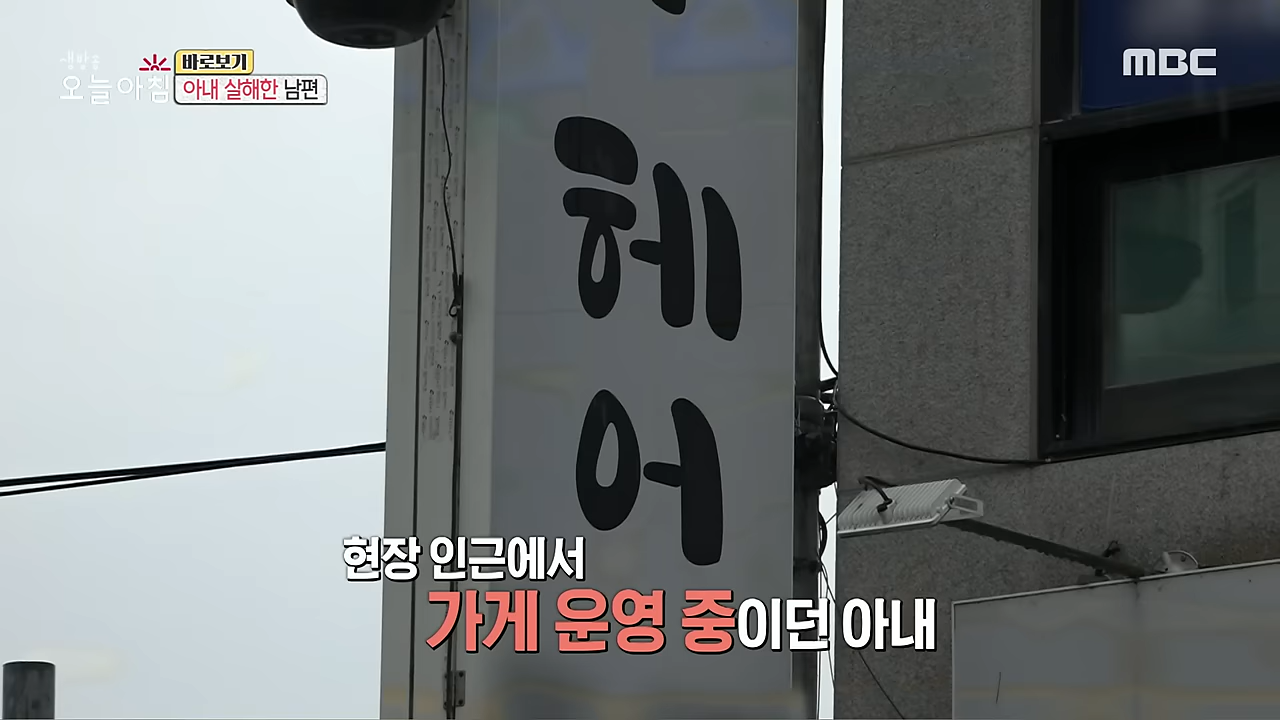 생방송
오늘아침
바로보기
아내 살해한 남편
MBC
헤
어
현장 인근에서
가게 운영 중이던 아내